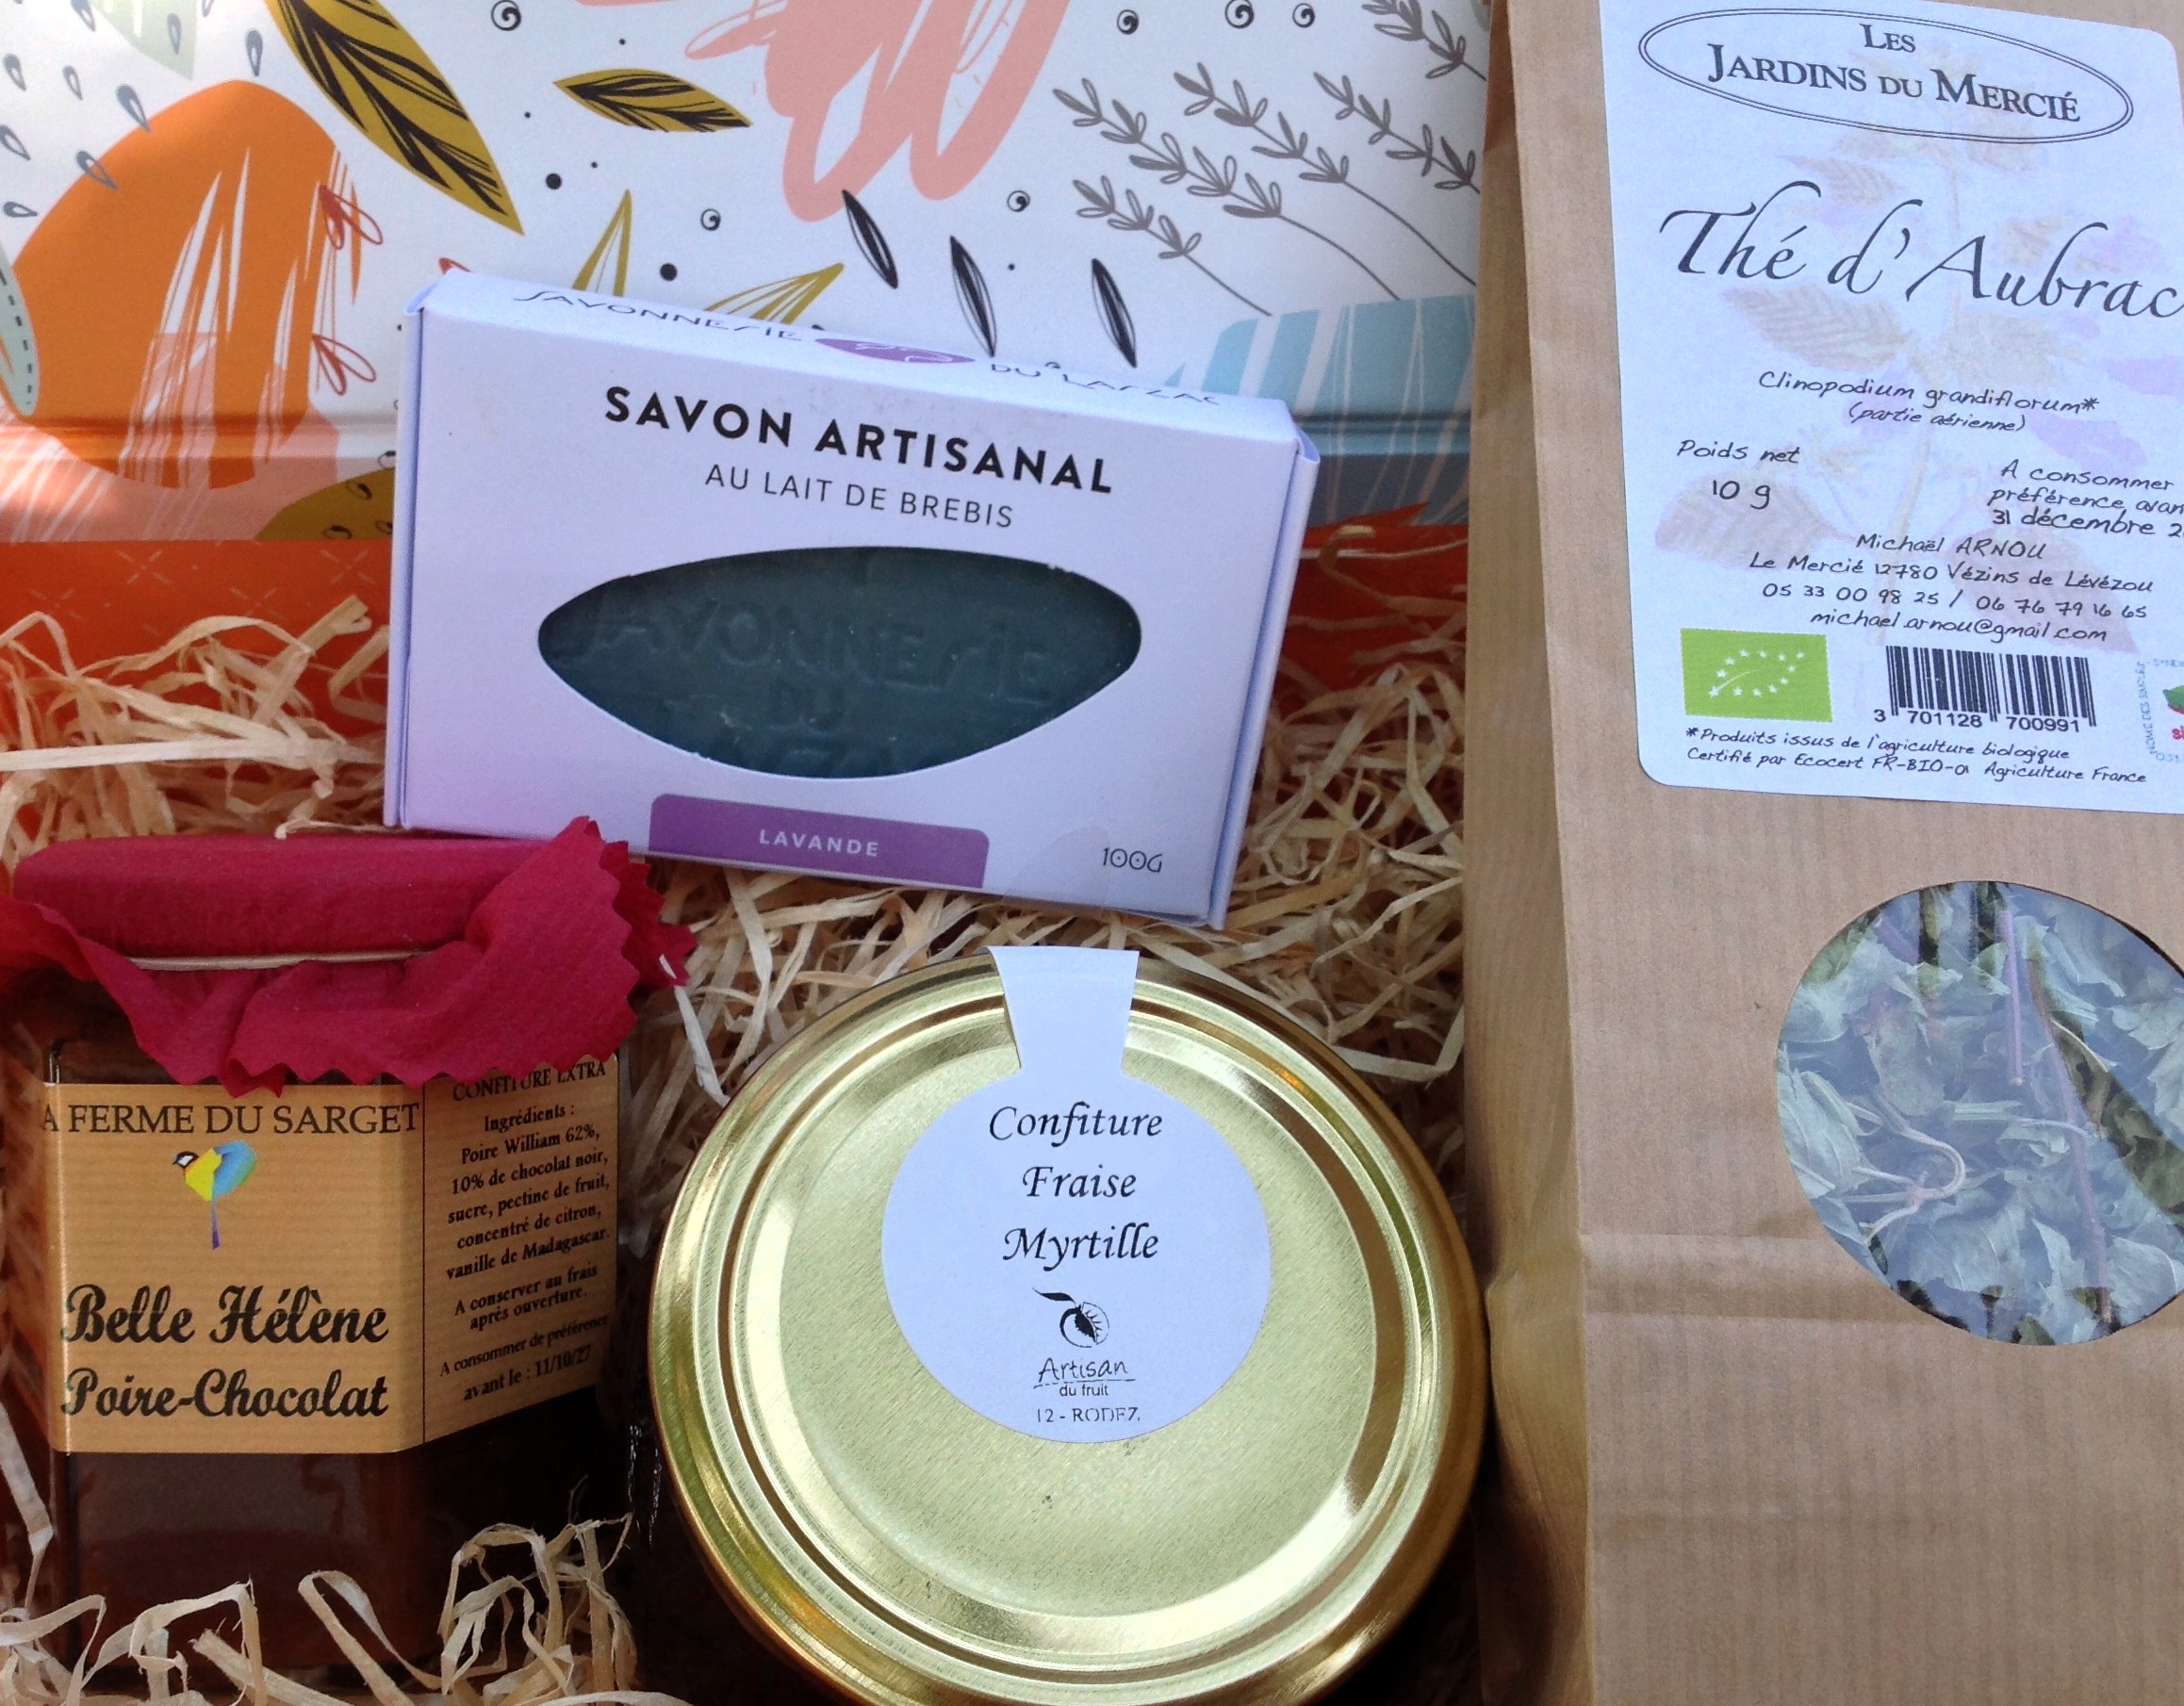 SAVONNERIE DU LARZAC
SAVON ARTISANAL
AU LAIT DE BREBIS
SAVONNERIE
DU
LAVANDE
100G
LES
JARDINS DU MERCIÉ
Thé d'Aubrac
Clinopodium grandiflorum*
(partie aérienne)
Poids net
10 g
A consommer
préférence avan
31 décembre 2
Michaël ARNOU
Le Mercié 12780 Vézins de Lévézou
05 33 00 98 25 / 06 76 79 16 65
michael.arnou@gmail.com
3 701128 700991
*Produits issus de l'agriculture biologique
Certifié par Ecocert FR-BIO-01 Agriculture France
A FERME DU SARGET
Belle Hélène
Poire-Chocolat
CONFITURE EXTRA
Ingrédients :
Poire William 62%,
10% de chocolat noir,
sucre, pectine de fruit,
concentré de citron,
vanille de Madagascar.
A conserver au frais
après ouverture.
A consommer de préférence
avant le : 11/10/27
Confiture
Fraise
Myrtille
Artisan
du fruit
12 - RODEZ